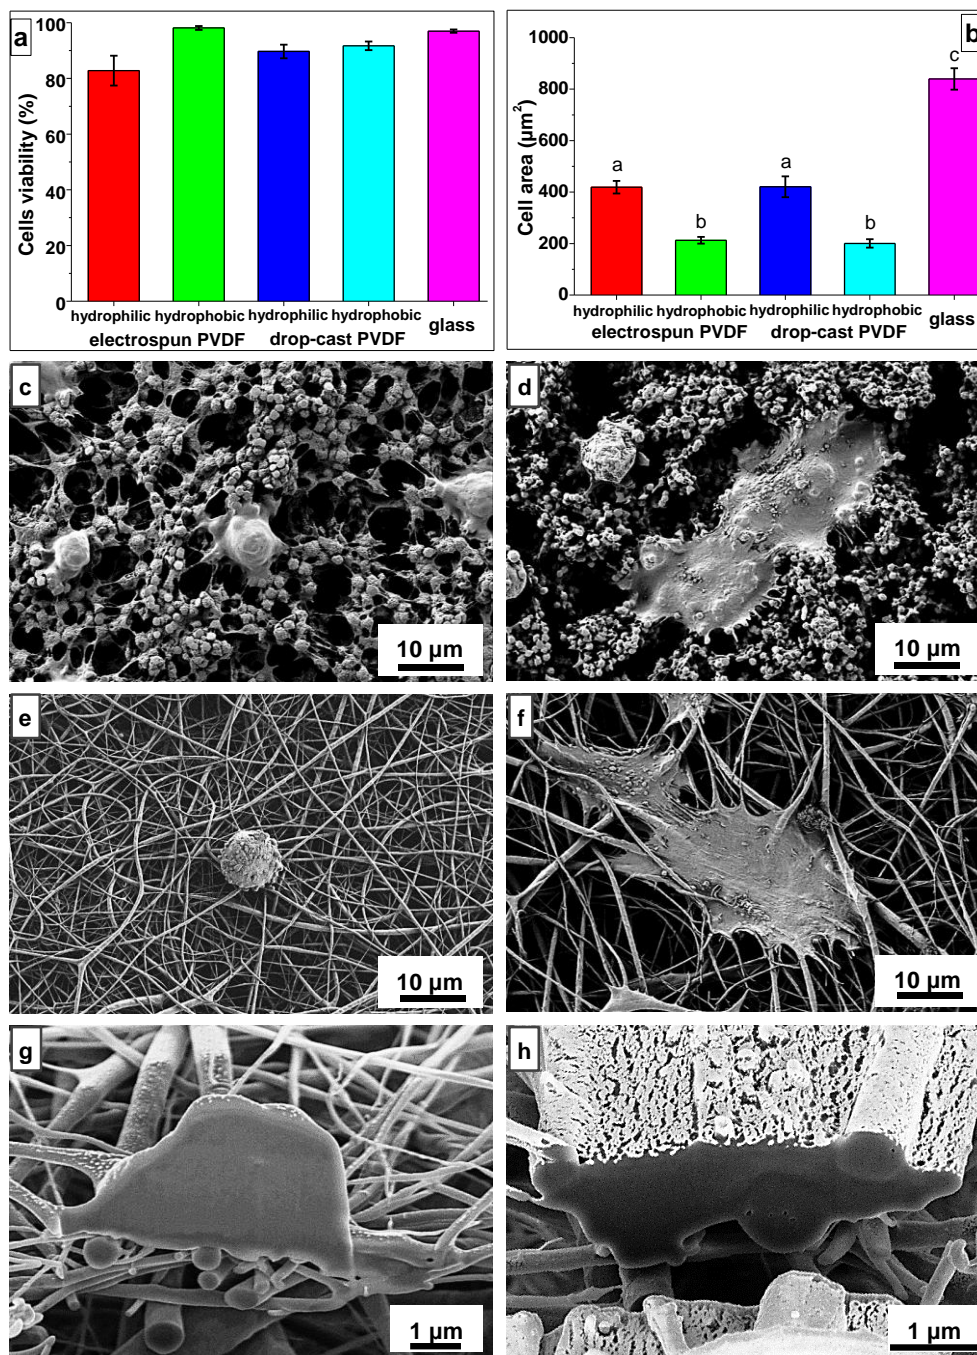 a
100
80
60
40
20
0
Cells viability (%)
hydrophilic hydrophobic hydrophilic hydrophobic glass
electrospun PVDF drop-cast PVDF
b
1000
800
600
400
200
0
Cell area (µm²)
a
b
a
b
c
hydrophilic hydrophobic hydrophilic hydrophobic glass
electrospun PVDF drop-cast PVDF
c
10 µm
d
10 µm
e
10 µm
f
10 µm
g
1 µm
h
1 µm